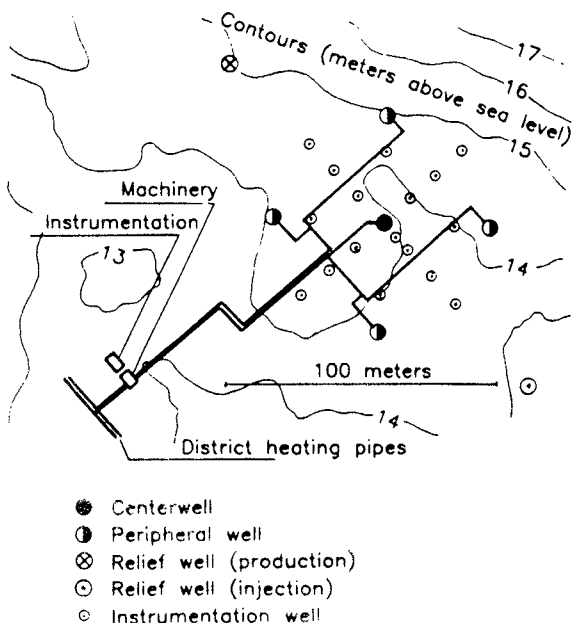 Contours (meters above sea level)
17
16
15
Machinery
Instrumentation
13
14
100 meters
14
District heating pipes
Centerwell
Peripheral well
Relief well (production)
Relief well (injection)
Instrumentation well